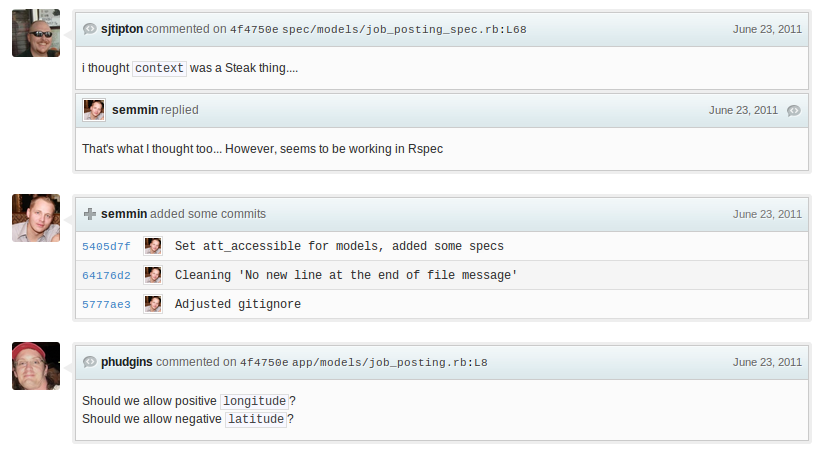 sjtipton commented on 4f4750e spec/models/job_posting_spec.rb:L68 June 23, 2011
i thought context was a Steak thing....
semmin replied June 23, 2011
That's what I thought too... However, seems to be working in Rspec
semmin added some commits June 23, 2011
5405d7f Set att_accessible for models, added some specs
64176d2 Cleaning 'No new line at the end of file message'
5777ae3 Adjusted gitignore
phudgins commented on 4f4750e app/models/job_posting.rb:L8 June 23, 2011
Should we allow positive longitude?
Should we allow negative latitude?